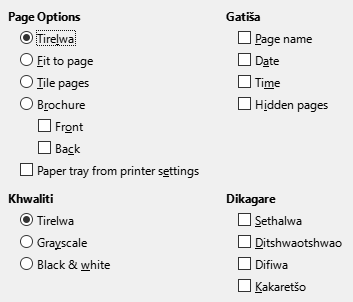 Page Options
Tirelwa
Fit to page
Tile pages
Brochure
Front
Back
Paper tray from printer settings
Gatiša
Page name
Date
Time
Hidden pages
Khwaliti
Tirelwa
Grayscale
Black & white
Dikagare
Sethalwa
Ditshwaotshwao
Difiwa
Kakaretšo